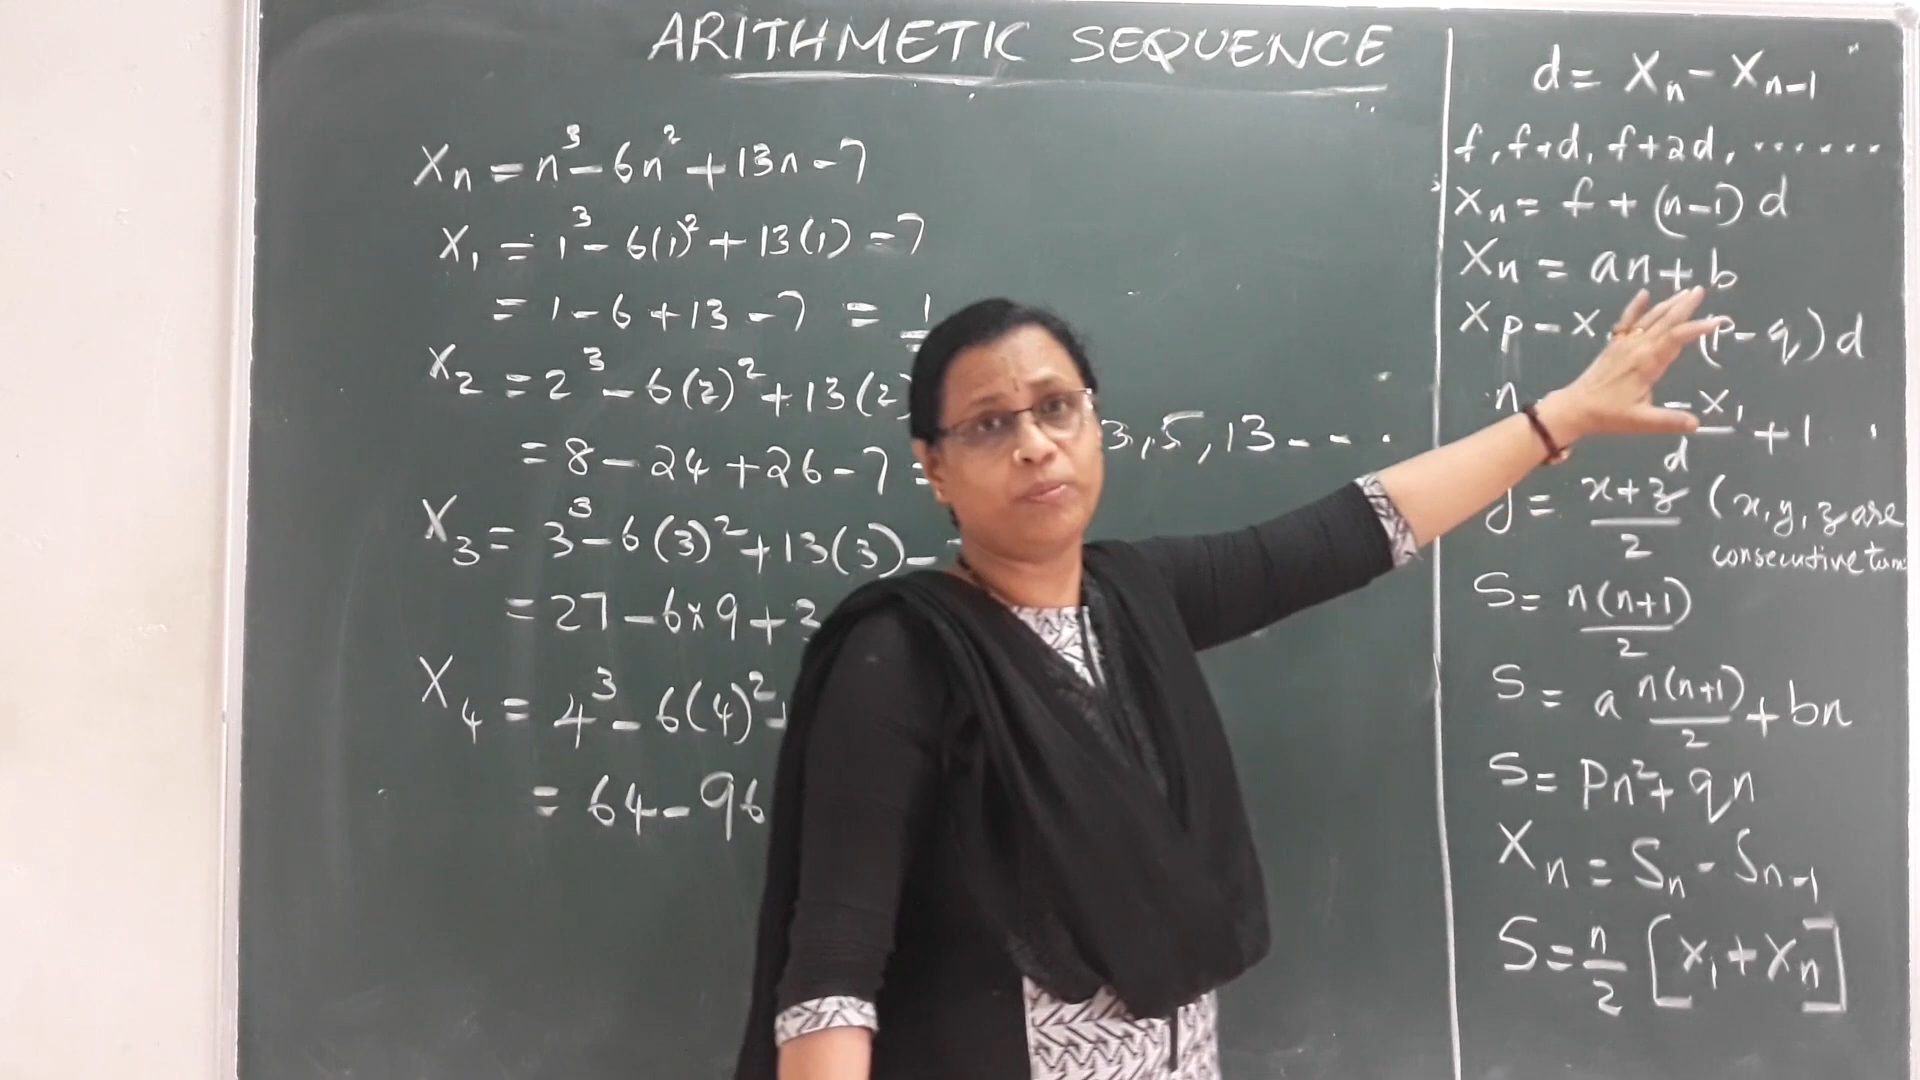 ARITHMETIC SEQUENCE
Xn = n³ - 6n² + 13n - 7
X₁ = 1³ - 6(1)² + 13(1) - 7
= 1 - 6 + 13 - 7 = 1
X₂ = 2³ - 6(2)² + 13(2)
= 8 - 24 + 26 - 7 =
X₃ = 3³ - 6(3)² + 13(3) -
= 27 - 6×9 + 3
X₄ = 4³ - 6(4)² +
= 64 - 96
3, 5, 13 - - .
d = Xn - Xn-1
f, f+d, f+2d, ......
Xn = f + (n-1) d
Xn = an + b
Xp - X (p - q) d
n - X₁ / d + 1
y = x+z / 2 (x, y, z are
consecutive
S = n(n+1) / 2
S = a n(n+1) / 2 + bn
S = Pn² + qn
Xn = Sn - Sn-1
S = n/2 [X₁ + Xn]